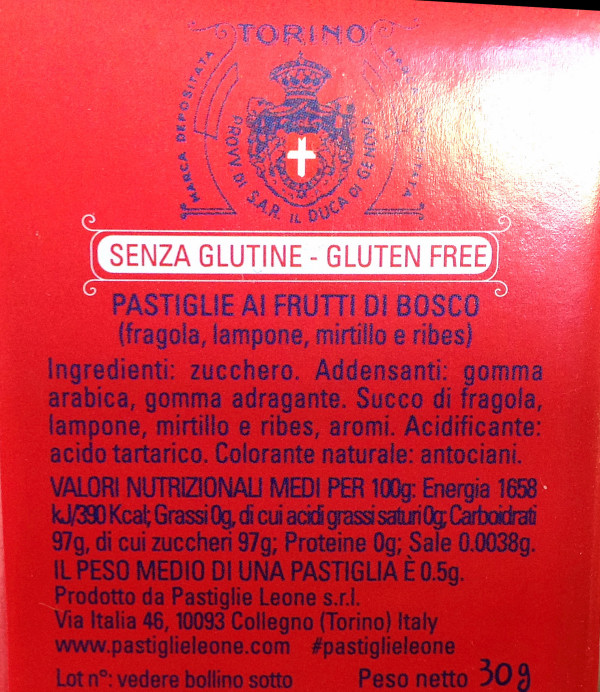 TORINO
MARCA DEPOSITATA
PROVV. DI S.A.R. IL DUCA DI GENOVA
SENZA GLUTINE - GLUTEN FREE
PASTIGLIE AI FRUTTI DI BOSCO
(fragola, lampone, mirtillo e ribes)
Ingredienti: zucchero. Addensanti: gomma
arabica, gomma adragante. Succo di fragola,
lampone, mirtillo e ribes, aromi. Acidificante:
acido tartarico. Colorante naturale: antociani.
VALORI NUTRIZIONALI MEDI PER 100g: Energia 1658
kJ/390 Kcal; Grassi 0g, di cui acidi grassi saturi 0g; Carboidrati
97g, di cui zuccheri 97g; Proteine 0g; Sale 0.0038g.
IL PESO MEDIO DI UNA PASTIGLIA È 0.5g.
Prodotto da Pastiglie Leone s.r.l.
Via Italia 46, 10093 Collegno (Torino) Italy
www.pastiglieleone.com #pastiglieleone
Lot n°: vedere bollino sotto Peso netto 30g